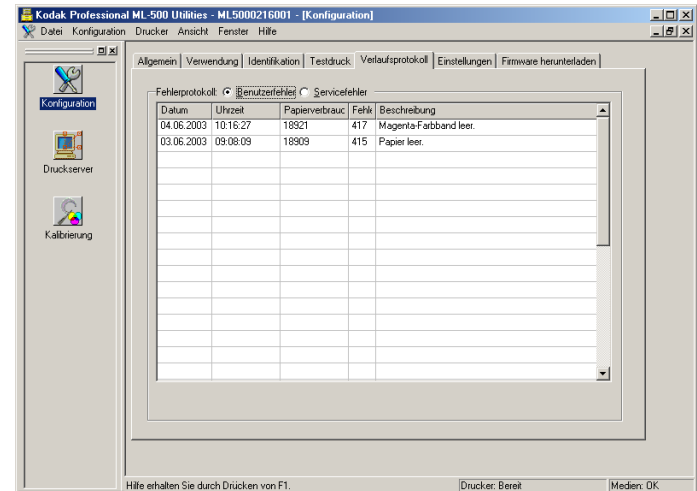 Kodak Professional ML-500 Utilities - ML5000216001 - [Konfiguration]
Datei Konfiguration Drucker Ansicht Fenster Hilfe
Allgemein Verwendung Identifikation Testdruck Verlaufsprotokoll Einstellungen Firmware herunterladen
Konfiguration
Druckserver
Kalibrierung
Fehlerprotokoll: Benutzerfehler Servicefehler
Datum Uhrzeit Papierverbrauc Fehle Beschreibung
04.06.2003 10:16:27 18921 417 Magenta-Farbband leer.
03.06.2003 09:08:09 18909 415 Papier leer.
Hilfe erhalten Sie durch Drücken von F1. Drucker: Bereit Medien: OK